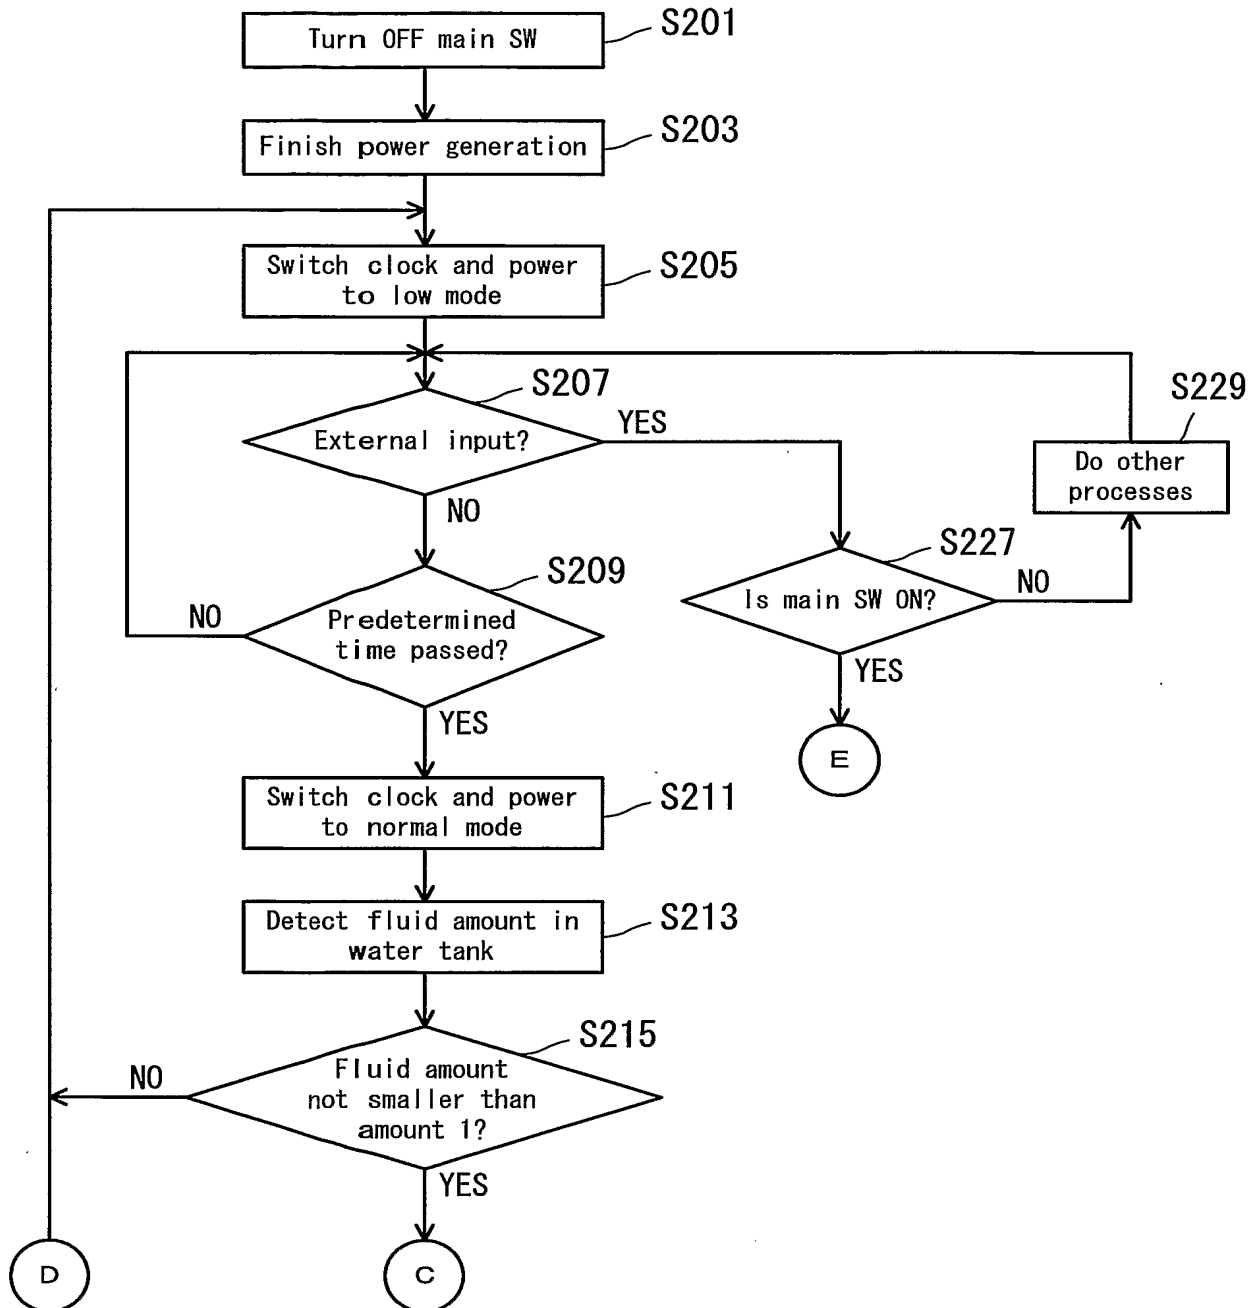 Turn OFF main SW
S201
Finish power generation
S203
Switch clock and power
to low mode
S205
External input?
S207
YES
NO
S229
Do other
processes
Predetermined
time passed?
S209
NO
YES
Is main SW ON?
S227
NO
YES
E
Switch clock and power
to normal mode
S211
Detect fluid amount in
water tank
S213
Fluid amount
not smaller than
amount 1?
S215
NO
YES
D
C